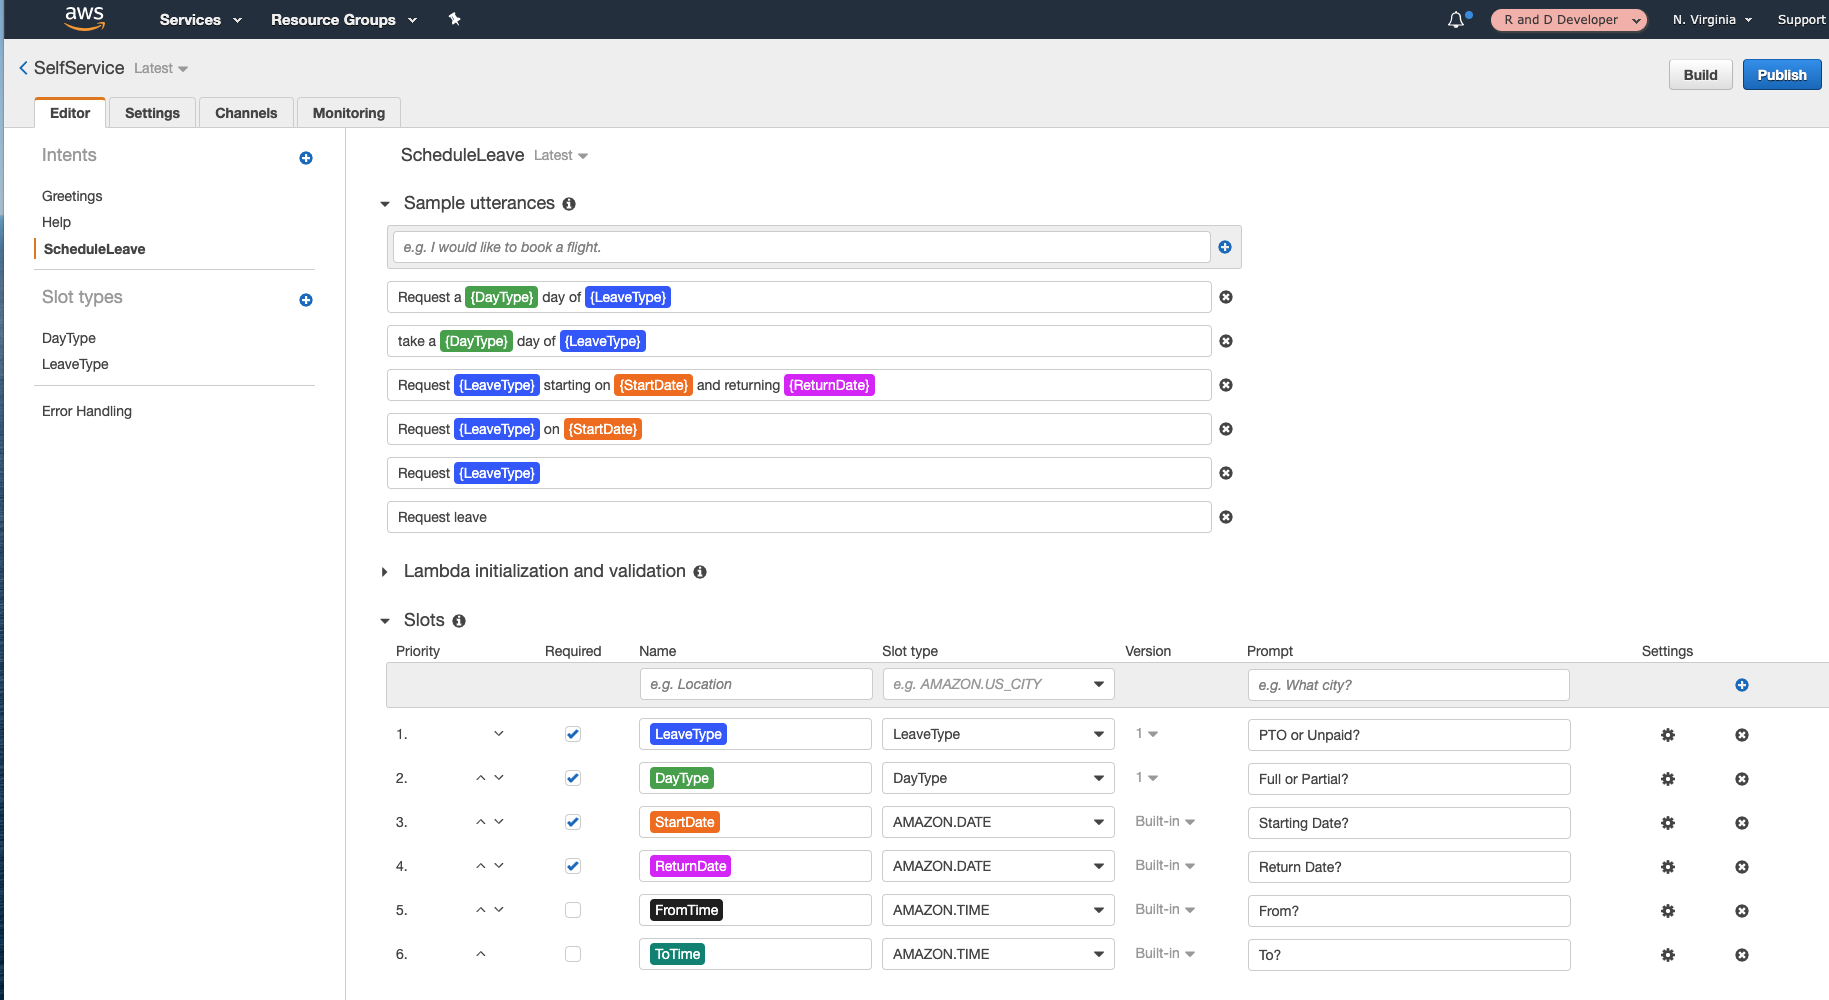 aws Services Resource Groups R and D Developer N. Virginia Support
SelfService Latest
Build Publish
Editor Settings Channels Monitoring
Intents
Greetings
Help
ScheduleLeave
Slot types
DayType
LeaveType
Error Handling
ScheduleLeave Latest
Sample utterances
e.g. I would like to book a flight.
Request a {DayType} day of {LeaveType}
take a {DayType} day of {LeaveType}
Request {LeaveType} starting on {StartDate} and returning {ReturnDate}
Request {LeaveType} on {StartDate}
Request {LeaveType}
Request leave
Lambda initialization and validation
Slots
Priority Required Name Slot type Version Prompt Settings
e.g. Location e.g. AMAZON.US_CITY e.g. What city?
1. LeaveType LeaveType 1 PTO or Unpaid?
2. DayType DayType 1 Full or Partial?
3. StartDate AMAZON.DATE Built-in Starting Date?
4. ReturnDate AMAZON.DATE Built-in Return Date?
5. FromTime AMAZON.TIME Built-in From?
6. ToTime AMAZON.TIME Built-in To?